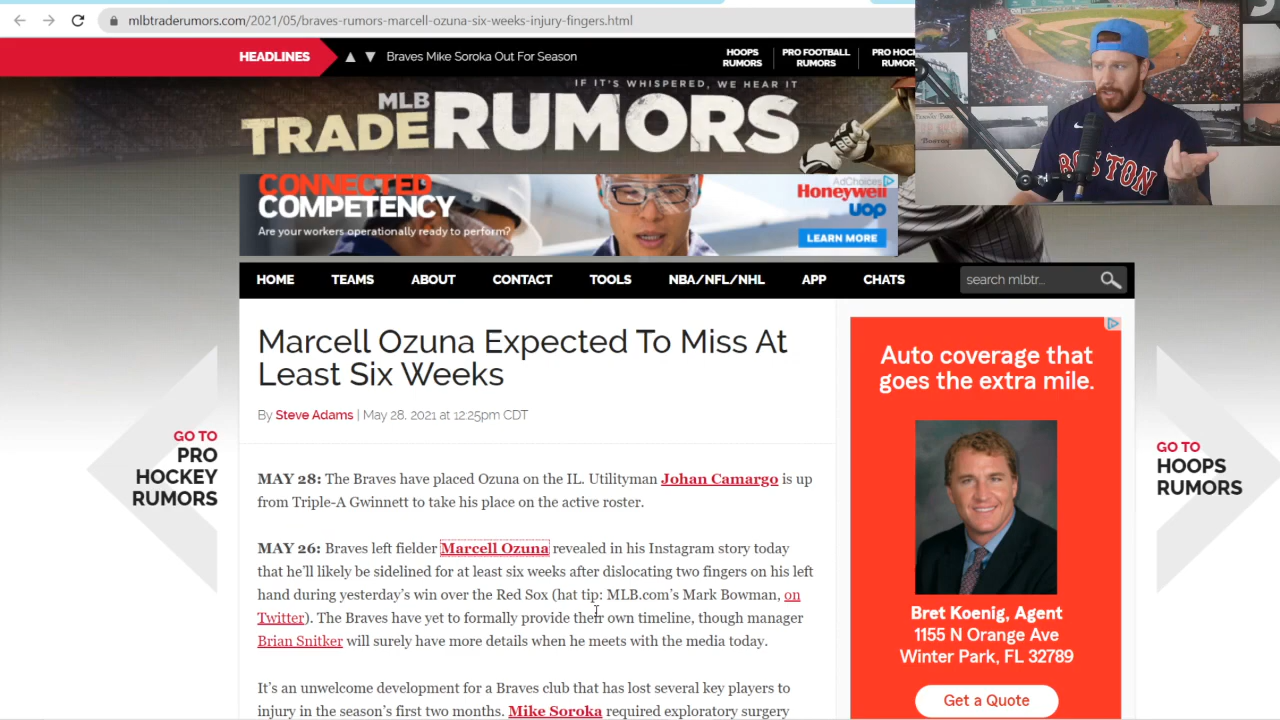 mlbtraderumors.com/2021/05/braves-rumors-marcell-ozuna-six-weeks-injury-fingers.html
HEADLINES
Braves Mike Soroka Out For Season
HOOPS
RUMORS
PRO FOOTBALL
RUMORS
PRO HOC
RUMOR
IF IT'S WHISPERED, WE HEAR IT
MLB
TRADERUMORS
CONNECTED
COMPETENCY
Are your workers operationally ready to perform?
AdChoices
Honeywell
uop
LEARN MORE
BOSTON
HOME
TEAMS
ABOUT
CONTACT
TOOLS
NBA/NFL/NHL
APP
CHATS
search mlbtr...
Marcell Ozuna Expected To Miss At
Least Six Weeks
By Steve Adams | May 28, 2021 at 12:25pm CDT
GO TO
PRO
HOCKEY
RUMORS
MAY 28: The Braves have placed Ozuna on the IL. Utilityman Johan Camargo is up
from Triple-A Gwinnett to take his place on the active roster.
MAY 26: Braves left fielder Marcell Ozuna revealed in his Instagram story today
that he'll likely be sidelined for at least six weeks after dislocating two fingers on his left
hand during yesterday's win over the Red Sox (hat tip: MLB.com's Mark Bowman, on
Twitter). The Braves have yet to formally provide their own timeline, though manager
Brian Snitker will surely have more details when he meets with the media today.
It's an unwelcome development for a Braves club that has lost several key players to
injury in the season's first two months. Mike Soroka required exploratory surgery
Auto coverage that
goes the extra mile.
Bret Koenig, Agent
1155 N Orange Ave
Winter Park, FL 32789
Get a Quote
GO TO
HOOPS
RUMORS